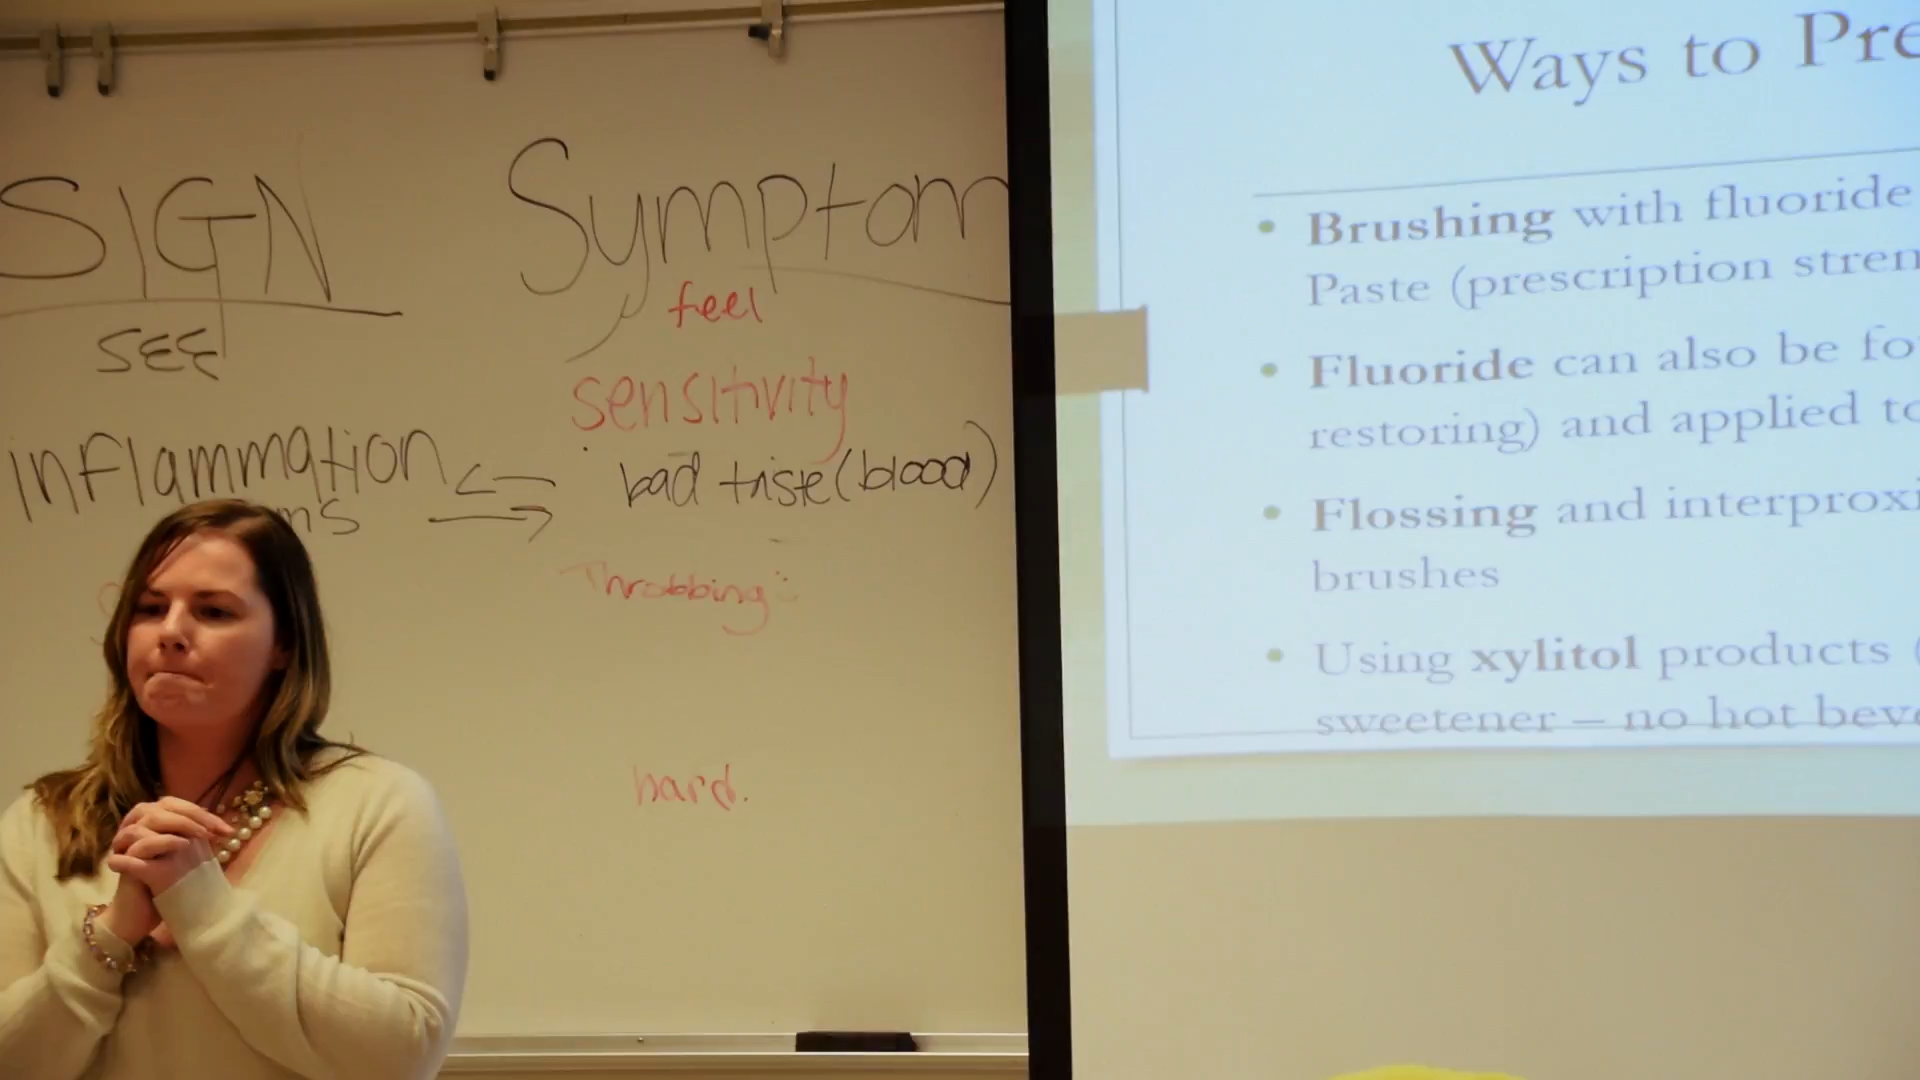 SIGN
see
inflammation
ns
Symptom
feel
sensitivity
bad taste (blood)
Throbbing
hard.
Ways to Pre
Brushing with fluoride
Paste (prescription stren
Fluoride can also be fo
restoring) and applied to
Flossing and interproxi
brushes
Using xylitol products (
sweetener – no hot beve